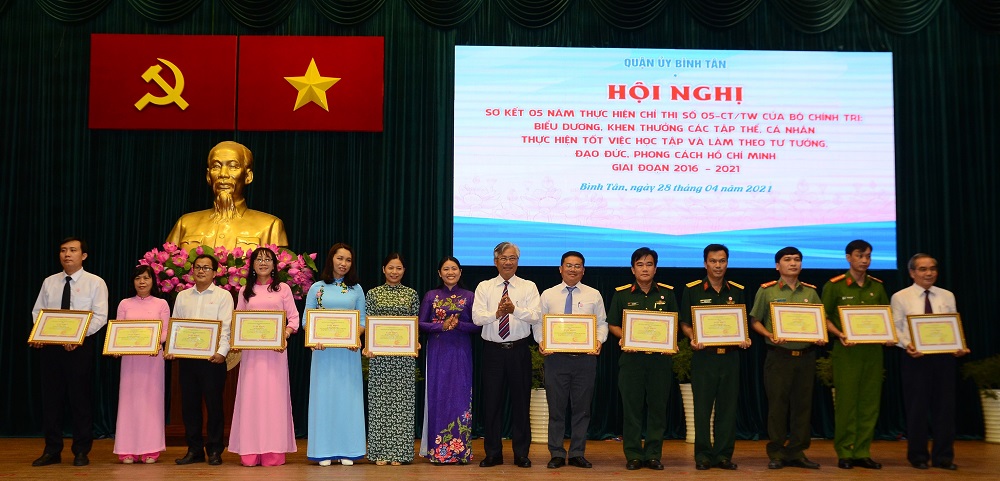 QUẬN ỦY BÌNH TÂN
HỘI NGHỊ
SƠ KẾT 05 NĂM THỰC HIỆN CHỈ THỊ SỐ 05-CT/TW CỦA BỘ CHÍNH TRỊ;
BIỂU DƯƠNG, KHEN THƯỞNG CÁC TẬP THỂ, CÁ NHÂN
THỰC HIỆN TỐT VIỆC HỌC TẬP VÀ LÀM THEO TƯ TƯỞNG,
ĐẠO ĐỨC, PHONG CÁCH HỒ CHÍ MINH
GIAI ĐOẠN 2016 - 2021
Bình Tân, ngày 28 tháng 04 năm 2021